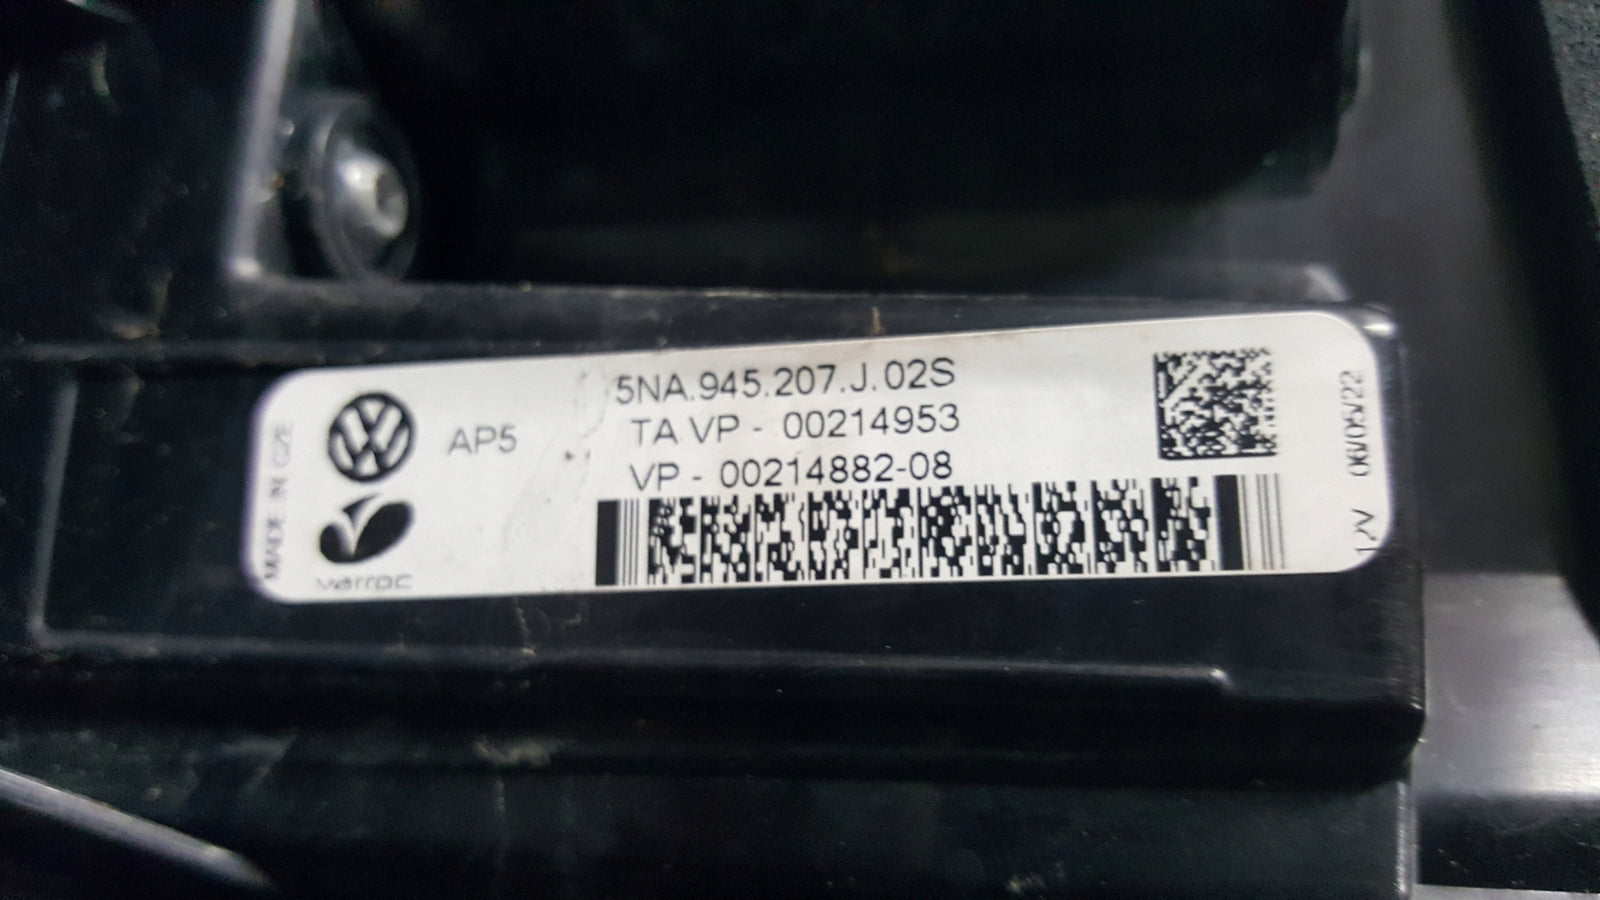 MADE IN CZE
AP5
varroc
5NA.945.207.J.02S
TA VP - 00214953
VP - 00214882-08
12V 06/05/22